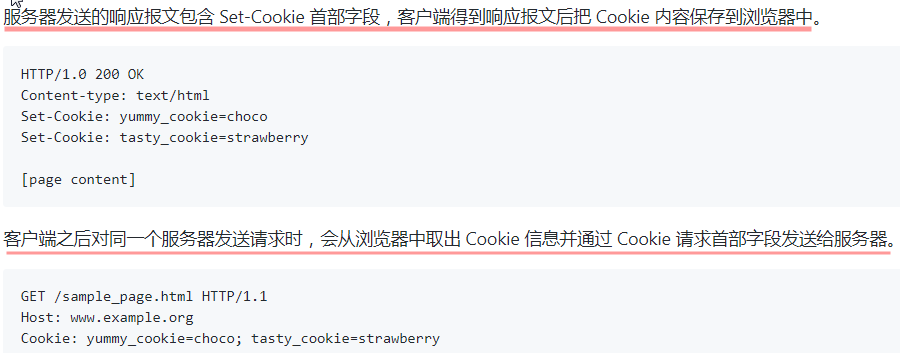 服务器发送的响应报文包含 Set-Cookie 首部字段，客户端得到响应报文后把 Cookie 内容保存到浏览器中。
HTTP/1.0 200 OK
Content-type: text/html
Set-Cookie: yummy_cookie=choco
Set-Cookie: tasty_cookie=strawberry
[page content]
客户端之后对同一个服务器发送请求时，会从浏览器中取出 Cookie 信息并通过 Cookie 请求首部字段发送给服务器。
GET /sample_page.html HTTP/1.1
Host: www.example.org
Cookie: yummy_cookie=choco; tasty_cookie=strawberry